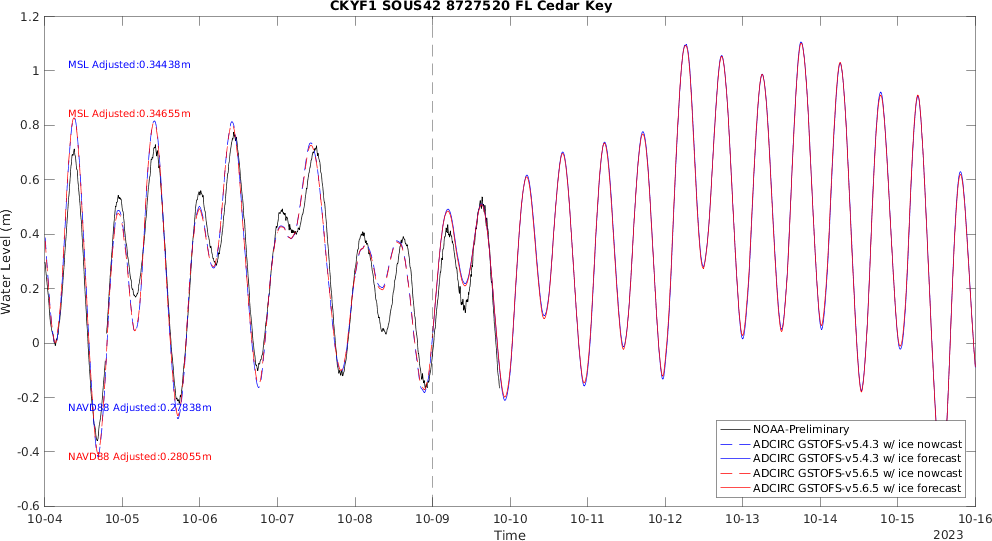 CKYF1 SOUS42 8727520 FL Cedar Key
1.2
1
0.8
0.6
0.4
0.2
0
-0.2
-0.4
-0.6
Water Level (m)
MSL Adjusted:0.34438m
MSL Adjusted:0.34655m
NAVD88 Adjusted:0.27838m
NAVD88 Adjusted:0.28055m
NOAA-Preliminary
ADCIRC GSTOFS-v5.4.3 w/ ice nowcast
ADCIRC GSTOFS-v5.4.3 w/ ice forecast
ADCIRC GSTOFS-v5.6.5 w/ ice nowcast
ADCIRC GSTOFS-v5.6.5 w/ ice forecast
10-04 10-05 10-06 10-07 10-08 10-09 10-10 10-11 10-12 10-13 10-14 10-15 10-16
Time
2023